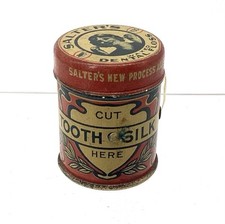 SALTER'S
DENTAL
SALTER'S NEW PROCESS
CUT
TOOTH SILK
HERE